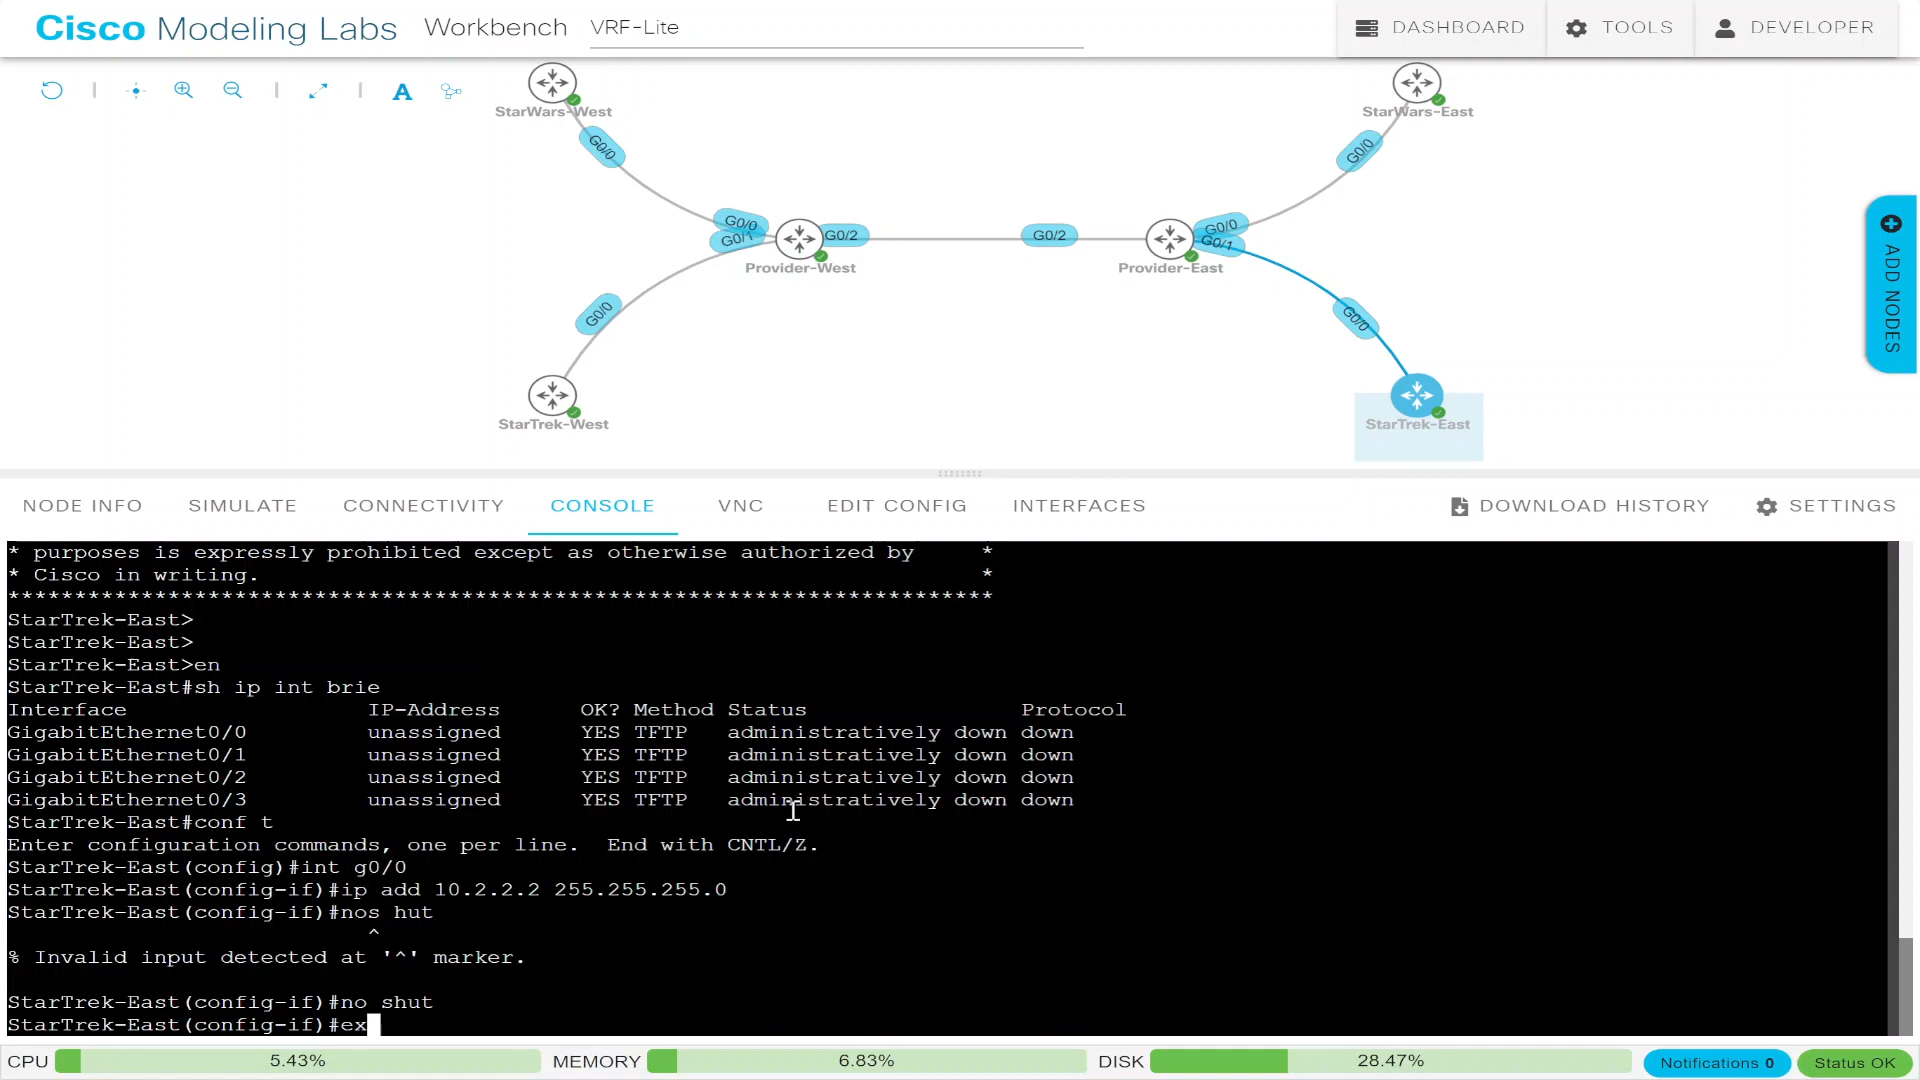 Cisco Modeling Labs Workbench VRF-Lite DASHBOARD TOOLS DEVELOPER
A
StarWars-West StarWars-East
G0/0 G0/0
G0/0 G0/2 G0/2 G0/0
G0/1 G0/1
Provider-West Provider-East
ADD NODES
G0/0 G0/0
StarTrek-West StarTrek-East
NODE INFO SIMULATE CONNECTIVITY CONSOLE VNC EDIT CONFIG INTERFACES DOWNLOAD HISTORY SETTINGS
* purposes is expressly prohibited except as otherwise authorized by *
* Cisco in writing. *
**************************************************************************
StarTrek-East>
StarTrek-East>
StarTrek-East>en
StarTrek-East#sh ip int brie
Interface IP-Address OK? Method Status Protocol
GigabitEthernet0/0 unassigned YES TFTP administratively down down
GigabitEthernet0/1 unassigned YES TFTP administratively down down
GigabitEthernet0/2 unassigned YES TFTP administratively down down
GigabitEthernet0/3 unassigned YES TFTP administratively down down
StarTrek-East#conf t
Enter configuration commands, one per line. End with CNTL/Z.
StarTrek-East(config)#int g0/0
StarTrek-East(config-if)#ip add 10.2.2.2 255.255.255.0
StarTrek-East(config-if)#nos hut
^
% Invalid input detected at '^' marker.
StarTrek-East(config-if)#no shut
StarTrek-East(config-if)#ex
CPU 5.43% MEMORY 6.83% DISK 28.47% Notifications 0 Status OK